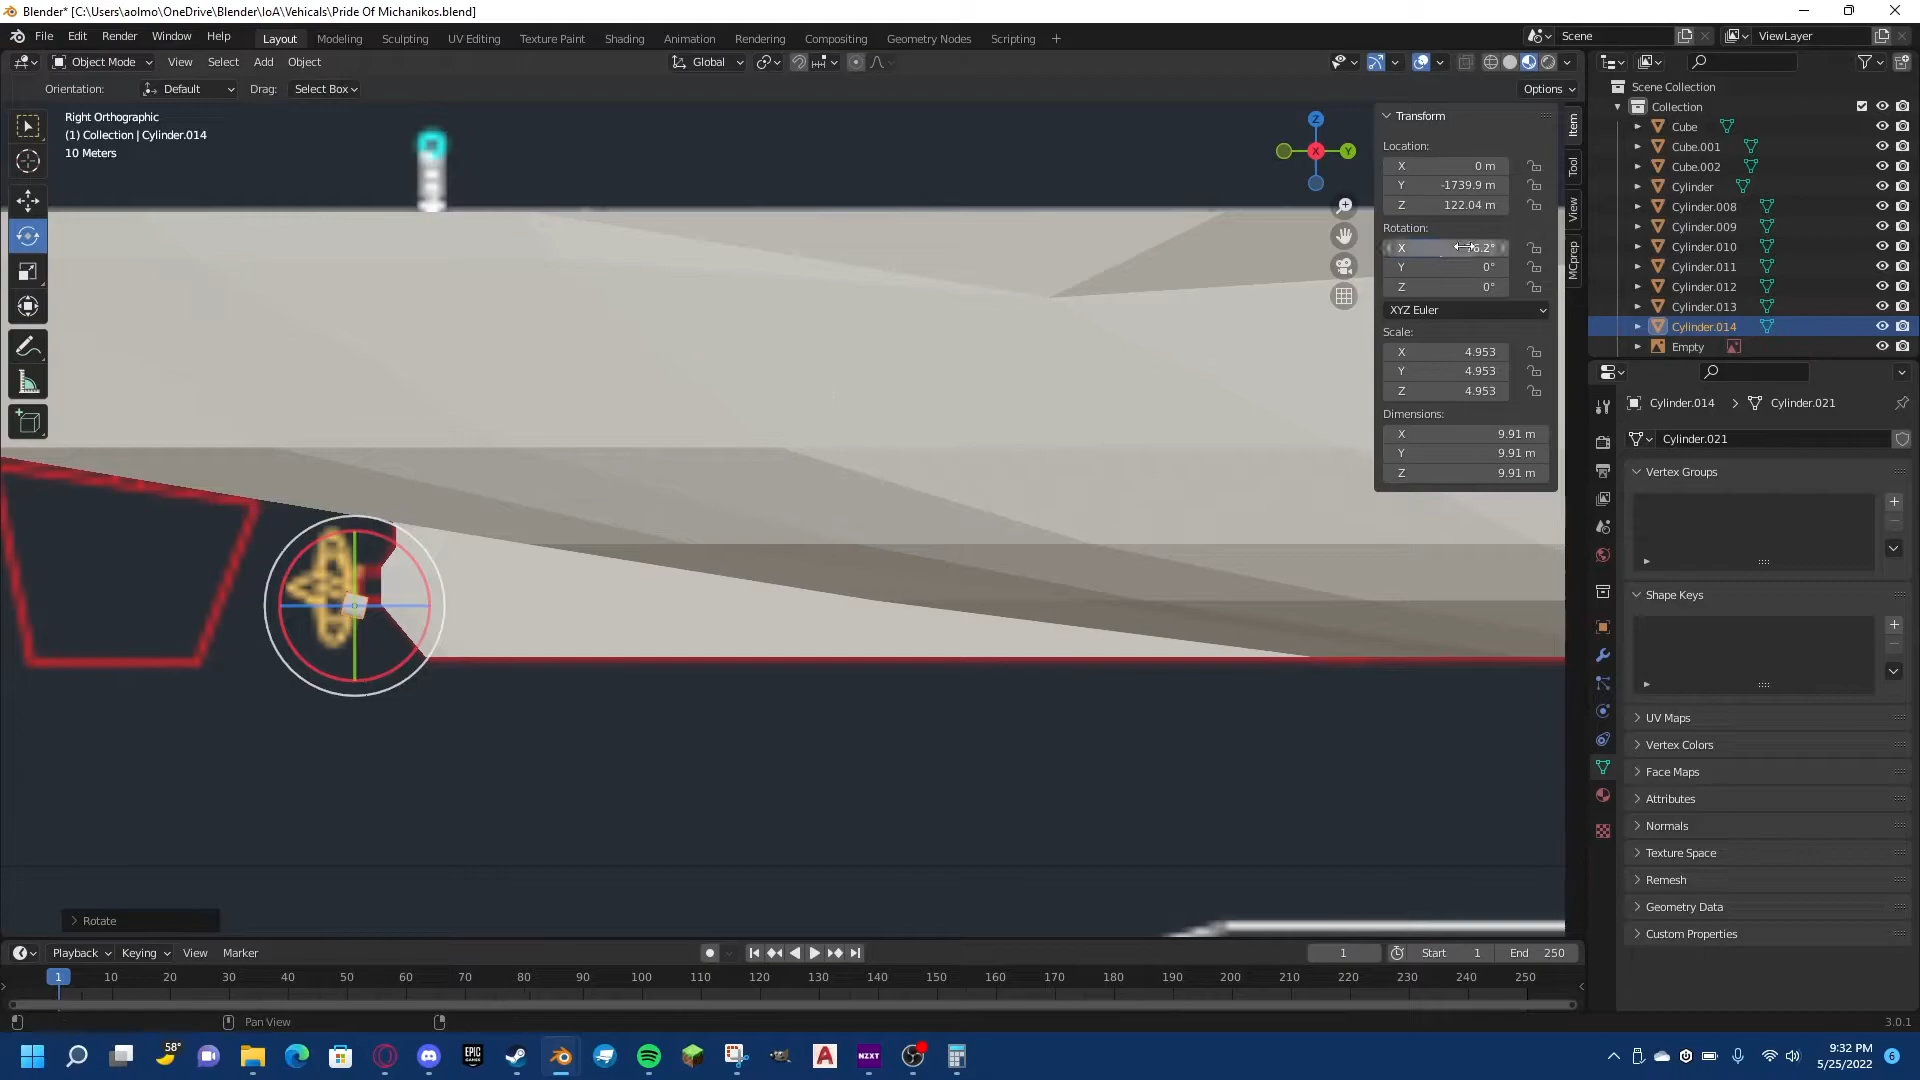 Blender* [C:\Users\aolmo\OneDrive\Blender\IoA\Vehicals\Pride Of Michanikos.blend]
File Edit Render Window Help Layout Modeling Sculpting UV Editing Texture Paint Shading Animation Rendering Compositing Geometry Nodes Scripting + Scene ViewLayer
Object Mode View Select Add Object Global
Orientation: Default Drag: Select Box Options
Right Orthographic
(1) Collection | Cylinder.014
10 Meters
Z
X
Y
Transform
Location:
X 0 m
Y -1739.9 m
Z 122.04 m
Rotation:
X
Y 0°
Z 0°
XYZ Euler
Scale:
X 4.953
Y 4.953
Z 4.953
Dimensions:
X 9.91 m
Y 9.91 m
Z 9.91 m
Item
Tool
View
MCprep
Scene Collection
Collection
Cube
Cube.001
Cube.002
Cylinder
Cylinder.008
Cylinder.009
Cylinder.010
Cylinder.011
Cylinder.012
Cylinder.013
Cylinder.014
Empty
Cylinder.014 > Cylinder.021
Cylinder.021
Vertex Groups
Shape Keys
UV Maps
Vertex Colors
Face Maps
Attributes
Normals
Texture Space
Remesh
Geometry Data
Custom Properties
Rotate
Playback Keying View Marker 1 Start 1 End 250
1 10 20 30 40 50 60 70 80 90 100 110 120 130 140 150 160 170 180 190 200 210 220 230 240 250
Pan View 3.0.1
58°
EPIC GAMES
A
NZXT
9:32 PM
5/25/2022
6